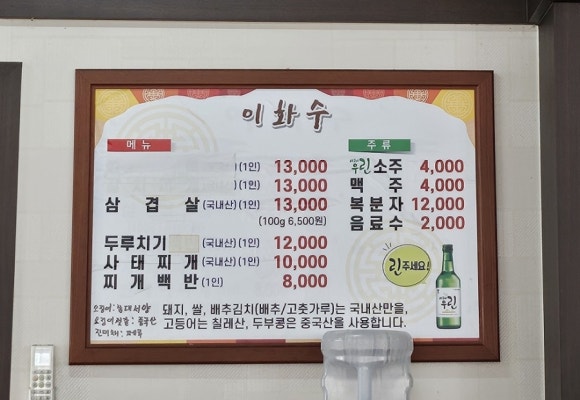 이화수
메뉴
(1인) 13,000
(1인) 13,000
삼겹살 (국내산) (1인) 13,000
(100g 6,500원)
두루치기 (국내산) (1인) 12,000
사태찌개 (국내산) (1인) 10,000
찌개백반 (1인) 8,000
주류
우린 소주 4,000
맥주 4,000
복분자 12,000
음료수 2,000
린주세요!
우린
오징어:
돼지, 쌀, 배추김치(배추/고춧가루)는 국내산만을,
고등어는 칠레산, 두부콩은 중국산을 사용합니다.